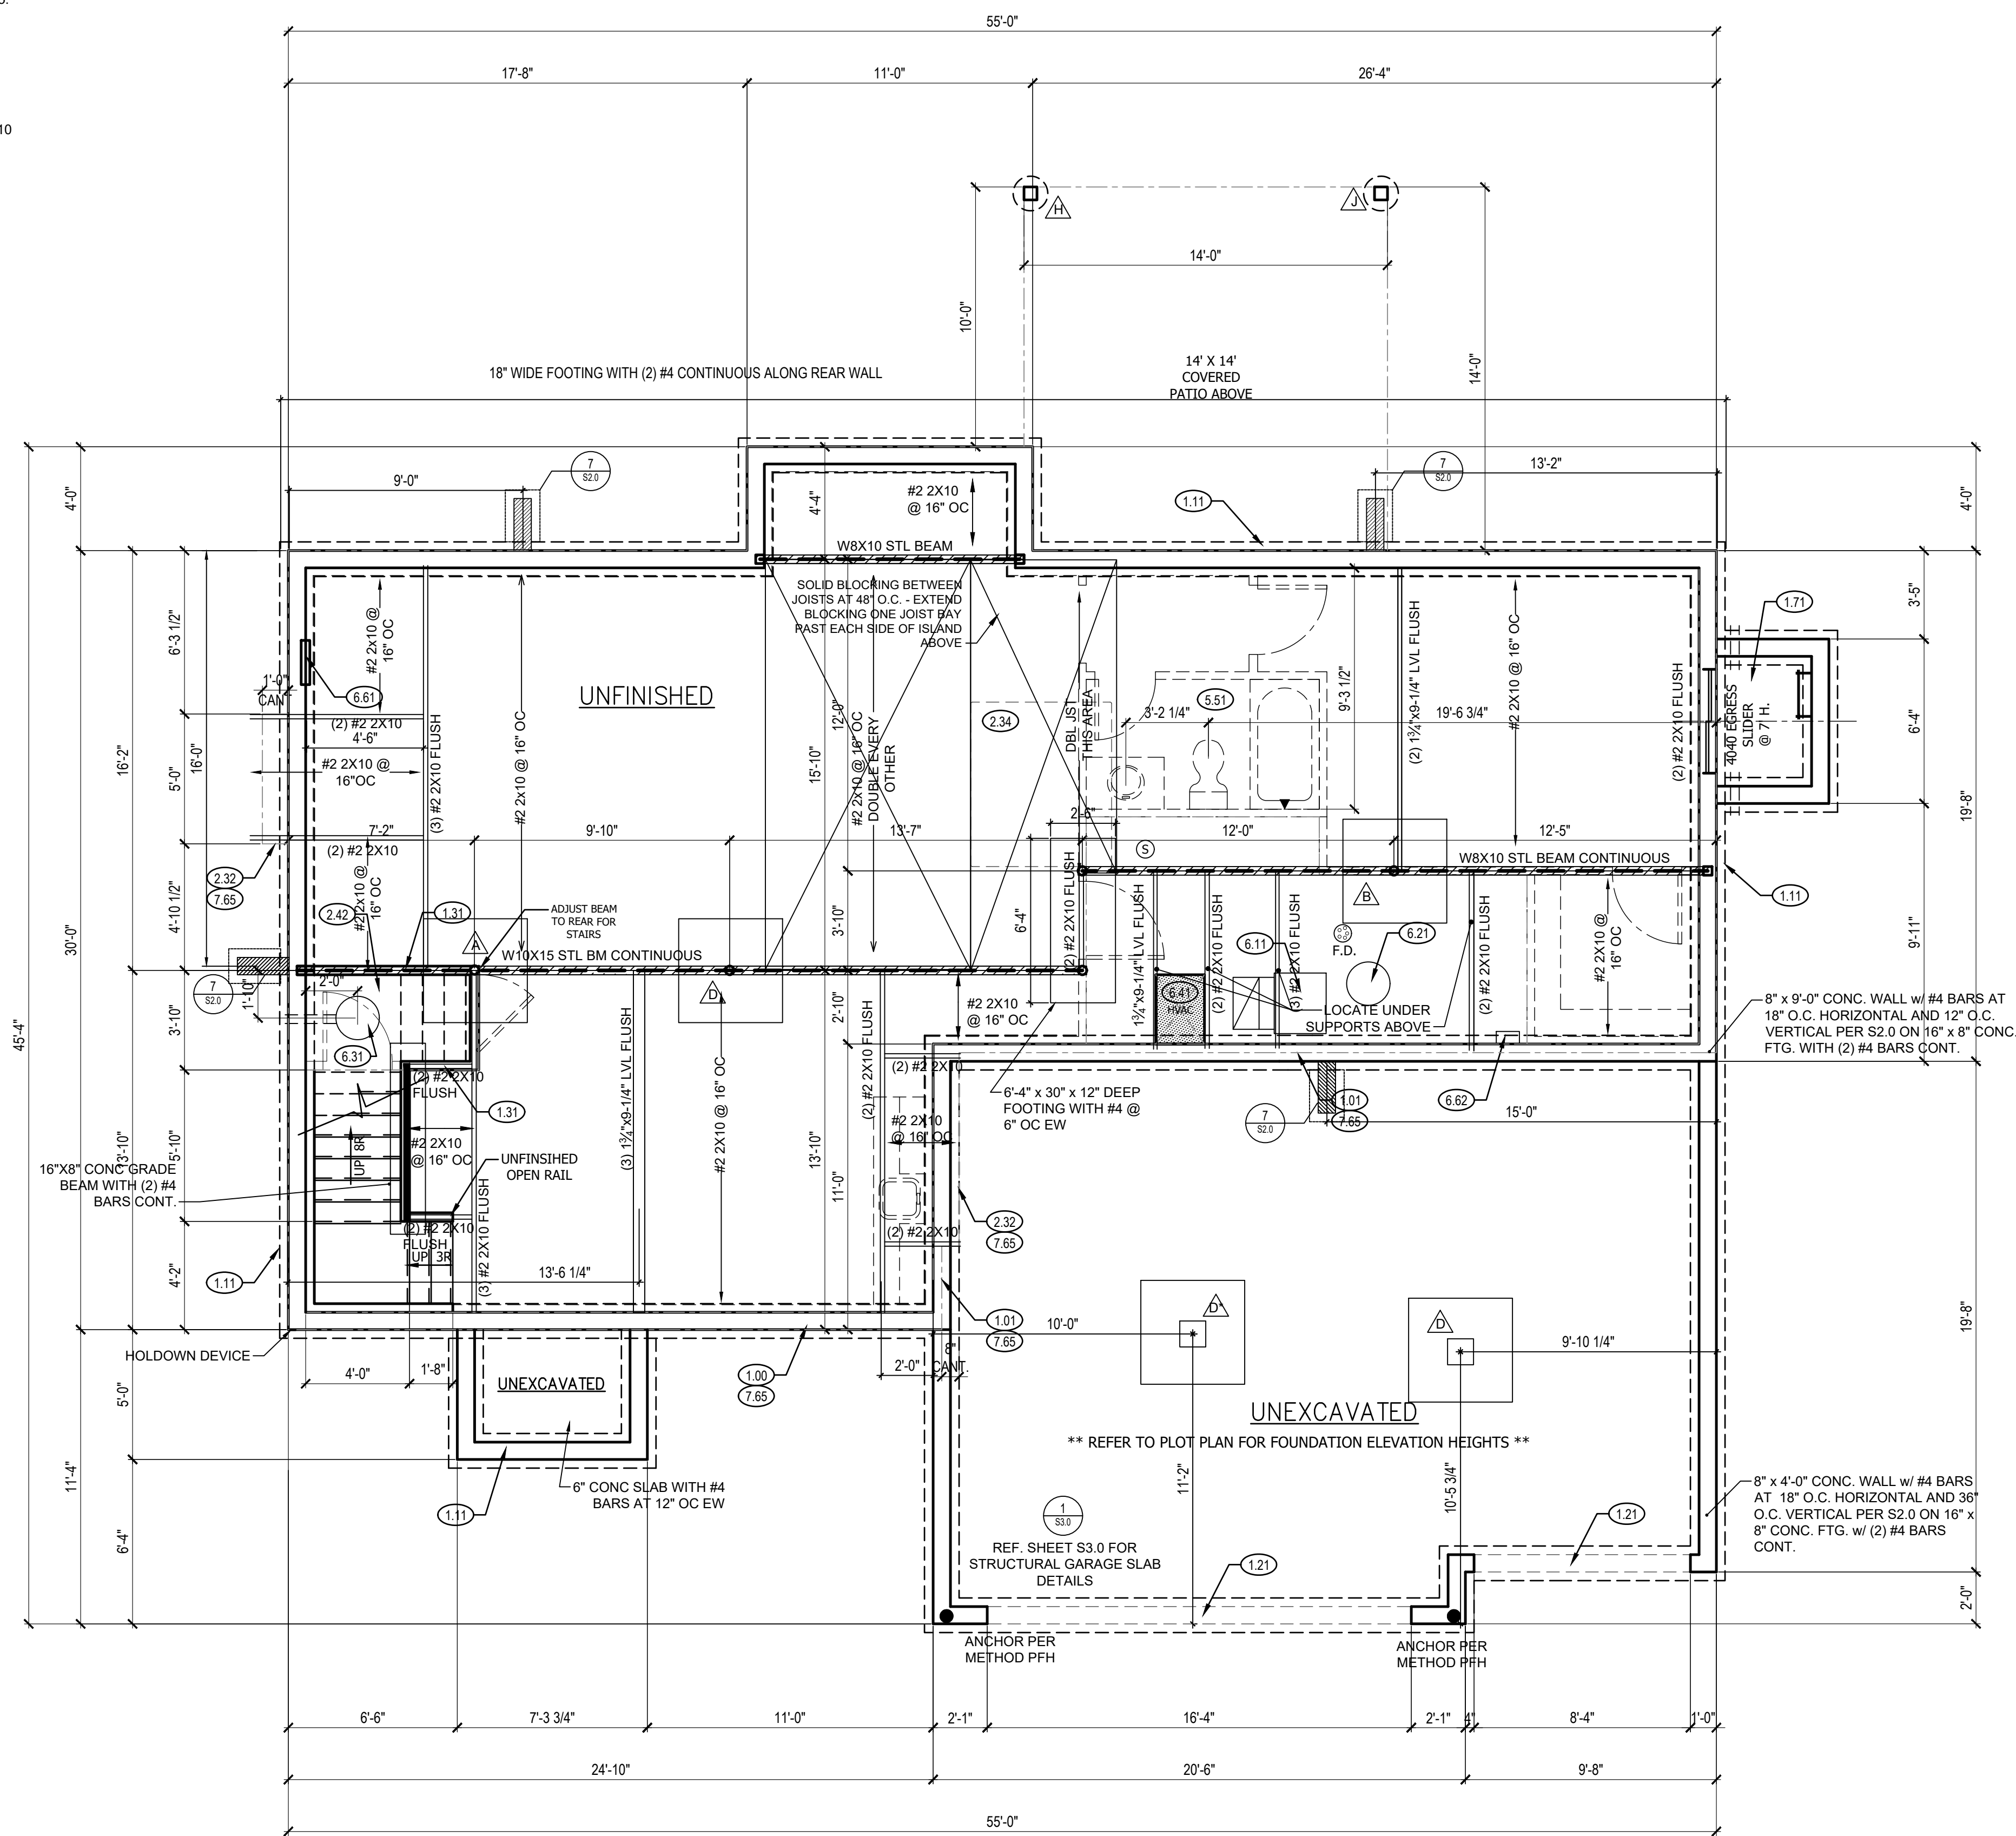 55'-0"
17'-8"
11'-0"
26'-4"
10
H
J
14'-0"
10'-0"
14'-0"
18" WIDE FOOTING WITH (2) #4 CONTINUOUS ALONG REAR WALL
14' X 14'
COVERED
PATIO ABOVE
7
S2.0
9'-0"
7
S2.0
13'-2"
1.11
4'-0"
4'-0"
4'-4"
#2 2X10
@ 16" OC
W8X10 STL BEAM
SOLID BLOCKING BETWEEN
JOISTS AT 48" O.C. - EXTEND
BLOCKING ONE JOIST BAY
PAST EACH SIDE OF ISLAND
ABOVE
#2 2x10 @
16" OC
6'-3 1/2"
1'-0"
CAN
6.61
(2) #2 2X10
4'-6"
#2 2X10 @
16"OC
(3) #2 2X10 FLUSH
#2 2x10 @ 16" OC
UNFINISHED
16'-2"
16'-0"
5'-0"
15'-10"
12'-0"
#2 2x10 @ 16" OC
DOUBLE EVERY
OTHER
2.34
DBL JST
THIS AREA
5.51
3'-2 1/4"
9'-3 1/2"
19'-6 3/4"
(2) 1¾"x9-1/4" LVL FLUSH
#2 2X10 @ 16" OC
(2) #2 2X10 FLUSH
4040 EGRESS
SLIDER
@ 7' H.
1.71
3'-5"
6'-4"
19'-8"
9'-11"
7'-2"
9'-10"
13'-7"
2'-6"
12'-0"
12'-5"
(2) #2 2X10
2.32
7.65
4'-10 1/2"
#2 2x10 @
16" OC
2.42
1.31
ADJUST BEAM
TO REAR FOR
STAIRS
A
W10X15 STL BM CONTINUOUS
S
W8X10 STL BEAM CONTINUOUS
B
1.11
3'-10"
6'-4"
(2) #2 2X10 FLUSH
1¾"x9-1/4" LVL FLUSH
(2) #2 2X10 FLUSH
6.11
(3) #2 2X10 FLUSH
F.D.
6.21
(2) #2 2X10 FLUSH
#2 2X10 @
16" OC
30'-0"
45'-4"
7
S2.0
2'-0"
1'-10"
3'-10"
6.31
D
2'-10"
#2 2X10
@ 16" OC
6.41
HVAC
LOCATE UNDER
SUPPORTS ABOVE
8" x 9'-0" CONC. WALL w/ #4 BARS AT
18" O.C. HORIZONTAL AND 12" O.C.
VERTICAL PER S2.0 ON 16" x 8" CONC.
FTG. WITH (2) #4 BARS CONT.
(2) #2 2X10
FLUSH
1.31
(3) 1¾"x9-1/4" LVL FLUSH
#2 2X10 @ 16" OC
(2) #2 2X10 FLUSH
(2) #2 2X10
6'-4" x 30" x 12" DEEP
FOOTING WITH #4 @
6" OC EW
7
S2.0
1.01
7.65
6.62
15'-0"
#2 2X10
@ 16" OC
#2 2X10
@ 16" OC
UP 8R
16"X8" CONC GRADE
BEAM WITH (2) #4
BARS CONT.
13'-10"
5'-10"
UNFINSIHED
OPEN RAIL
13'-10"
11'-0"
(2) #2 2X10
FLUSH
UP 3R
(3) #2 2X10 FLUSH
(2) #2 2X10
2.32
7.65
1.11
4'-2"
13'-6 1/4"
D*
D
1.01
7.65
10'-0"
9'-10 1/4"
19'-8"
HOLDOWN DEVICE
4'-0"
1'-8"
UNEXCAVATED
1.00
7.65
2'-0"
8"
CANT.
5'-0"
UNEXCAVATED
** REFER TO PLOT PLAN FOR FOUNDATION ELEVATION HEIGHTS **
11'-4"
6'-4"
6" CONC SLAB WITH #4
BARS AT 12" OC EW
1.11
11'-2"
10'-5 3/4"
8" x 4'-0" CONC. WALL w/ #4 BARS
AT 18" O.C. HORIZONTAL AND 36"
O.C. VERTICAL PER S2.0 ON 16" x
8" CONC. FTG. w/ (2) #4 BARS
CONT.
1
S3.0
REF. SHEET S3.0 FOR
STRUCTURAL GARAGE SLAB
DETAILS
1.21
1.21
2'-0"
ANCHOR PER
METHOD PFH
ANCHOR PER
METHOD PFH
6'-6"
7'-3 3/4"
11'-0"
2'-1"
16'-4"
2'-1"
4"
8'-4"
1'-0"
24'-10"
20'-6"
9'-8"
55'-0"